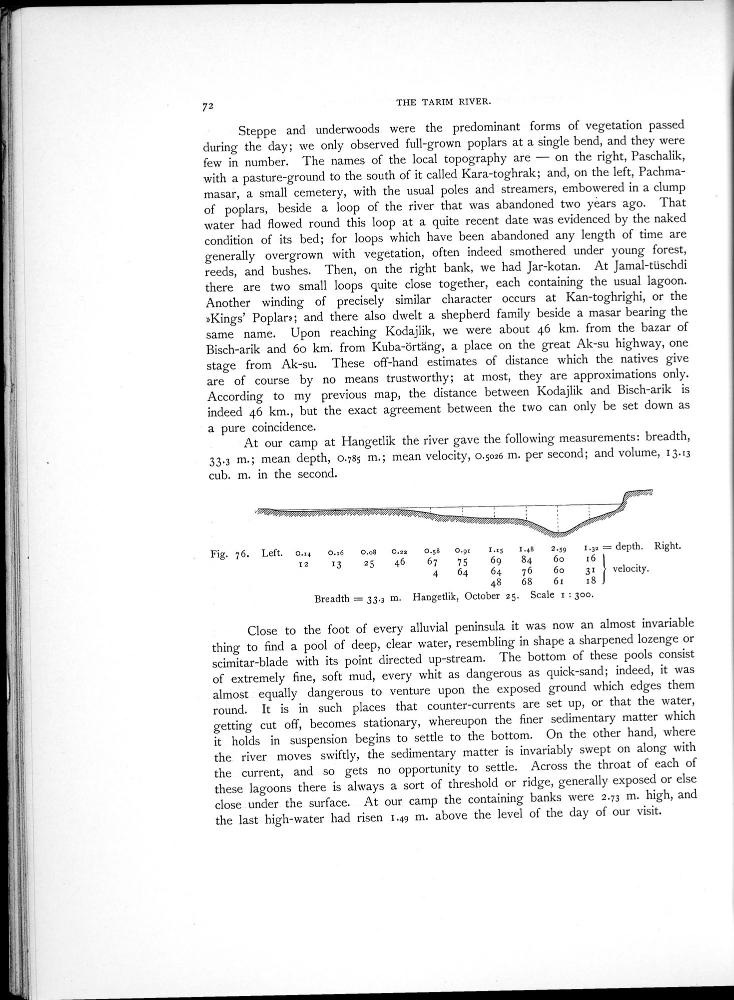 72
THE TARIM RIVER.
Steppe and underwoods were the predominant forms of vegetation passed
during the day; we only observed full-grown poplars at a single bend, and they were
few in number. The names of the local topography are — on the right, Paschalik,
with a pasture-ground to the south of it called Kara-toghrak; and, on the left, Pachma-
masar, a small cemetery, with the usual poles and streamers, embowered in a clump
of poplars, beside a loop of the river that was abandoned two years ago. That
water had flowed round this loop at a quite recent date was evidenced by the naked
condition of its bed; for loops which have been abandoned any length of time are
generally overgrown with vegetation, often indeed smothered under young forest,
reeds, and bushes. Then, on the right bank, we had Jar-kotan. At Jamal-tüschdi
there are two small loops quite close together, each containing the usual lagoon.
Another winding of precisely similar character occurs at Kan-toghrighi, or the
»Kings' Poplar»; and there also dwelt a shepherd family beside a masar bearing the
same name. Upon reaching Kodajlik, we were about 46 km. from the bazar of
Bisch-arik and 60 km. from Kuba-örtäng, a place on the great Ak-su highway, one
stage from Ak-su. These off-hand estimates of distance which the natives give
are of course by no means trustworthy; at most, they are approximations only.
According to my previous map, the distance between Kodajlik and Bisch-arik is
indeed 46 km., but the exact agreement between the two can only be set down as
a pure coincidence.
At our camp at Hangetlik the river gave the following measurements: breadth,
33.3 m.; mean depth, 0.785 m.; mean velocity, 0.5026 m. per second; and volume, 13.13
cub. m. in the second.
Fig. 76. Left. 0.14 0.16 0.08 0.22 0.58 0.91 1.15 1.48 2.59 1.32 = depth. Right.
12 13 25 46 67 75 69 84 60 16
4 64 64 76 60 31 velocity.
48 68 61 18
Breadth = 33.3 m. Hangetlik, October 25. Scale 1 : 300.
Close to the foot of every alluvial peninsula it was now an almost invariable
thing to find a pool of deep, clear water, resembling in shape a sharpened lozenge or
scimitar-blade with its point directed up-stream. The bottom of these pools consist
of extremely fine, soft mud, every whit as dangerous as quick-sand; indeed, it was
almost equally dangerous to venture upon the exposed ground which edges them
round. It is in such places that counter-currents are set up, or that the water,
getting cut off, becomes stationary, whereupon the finer sedimentary matter which
it holds in suspension begins to settle to the bottom. On the other hand, where
the river moves swiftly, the sedimentary matter is invariably swept on along with
the current, and so gets no opportunity to settle. Across the throat of each of
these lagoons there is always a sort of threshold or ridge, generally exposed or else
close under the surface. At our camp the containing banks were 2.73 m. high, and
the last high-water had risen 1.49 m. above the level of the day of our visit.